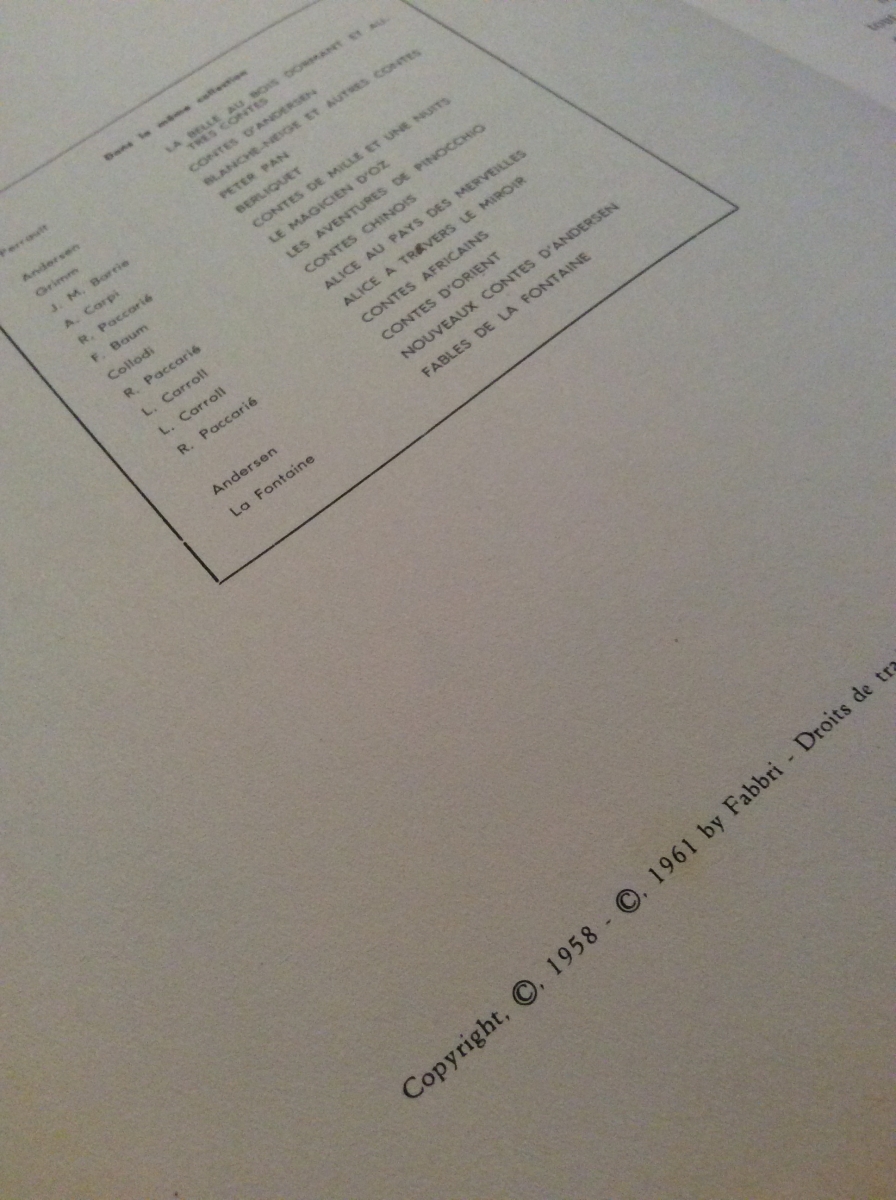 Dans la même collection
Perrault LA BELLE AU BOIS DORMANT ET AU-
TRES CONTES
Andersen CONTES D'ANDERSEN
Grimm BLANCHE-NEIGE ET AUTRES CONTES
J. M. Barrie PETER PAN
A. Carpi BERLIQUET
R. Paccarié CONTES DE MILLE ET UNE NUITS
F. Baum LE MAGICIEN D'OZ
Collodi LES AVENTURES DE PINOCCHIO
R. Paccarié CONTES CHINOIS
L. Carroll ALICE AU PAYS DES MERVEILLES
L. Carroll ALICE A TRAVERS LE MIROIR
R. Paccarié CONTES AFRICAINS
CONTES D'ORIENT
Andersen NOUVEAUX CONTES D'ANDERSEN
La Fontaine FABLES DE LA FONTAINE
Copyright, ©, 1958 - ©, 1961 by Fabbri - Droits de tra